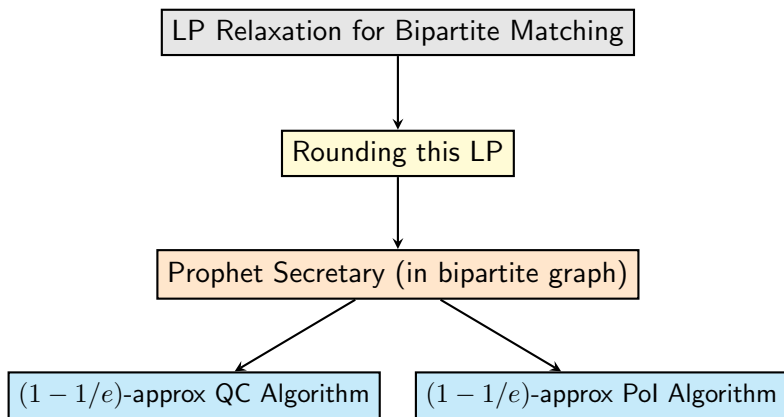 LP Relaxation for Bipartite Matching
Rounding this LP
Prophet Secretary (in bipartite graph)
(1 − 1/e)-approx QC Algorithm
(1 − 1/e)-approx PoI Algorithm